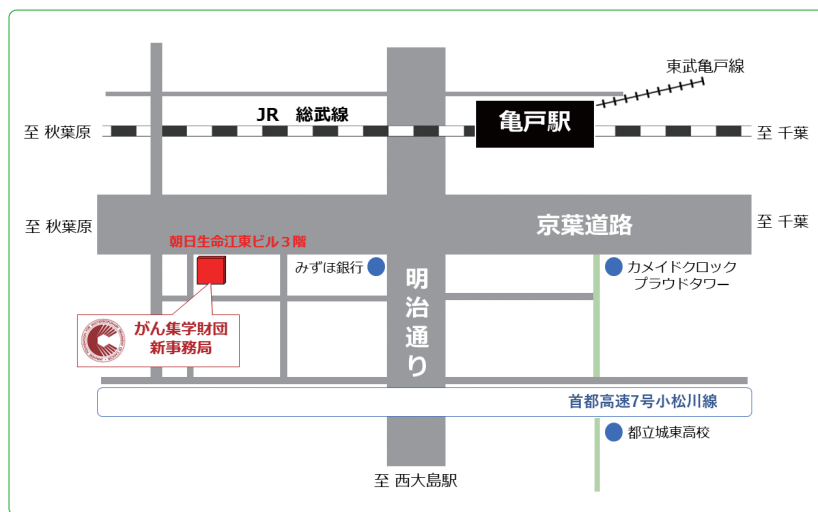 東武亀戸線
JR 総武線
亀戸駅
至 秋葉原
至 千葉
至 秋葉原
京葉道路
至 千葉
朝日生命江東ビル３階
みずほ銀行
明治通り
カメイドクロック
プラウドタワー
がん集学財団
新事務局
首都高速7号小松川線
都立城東高校
至 西大島駅